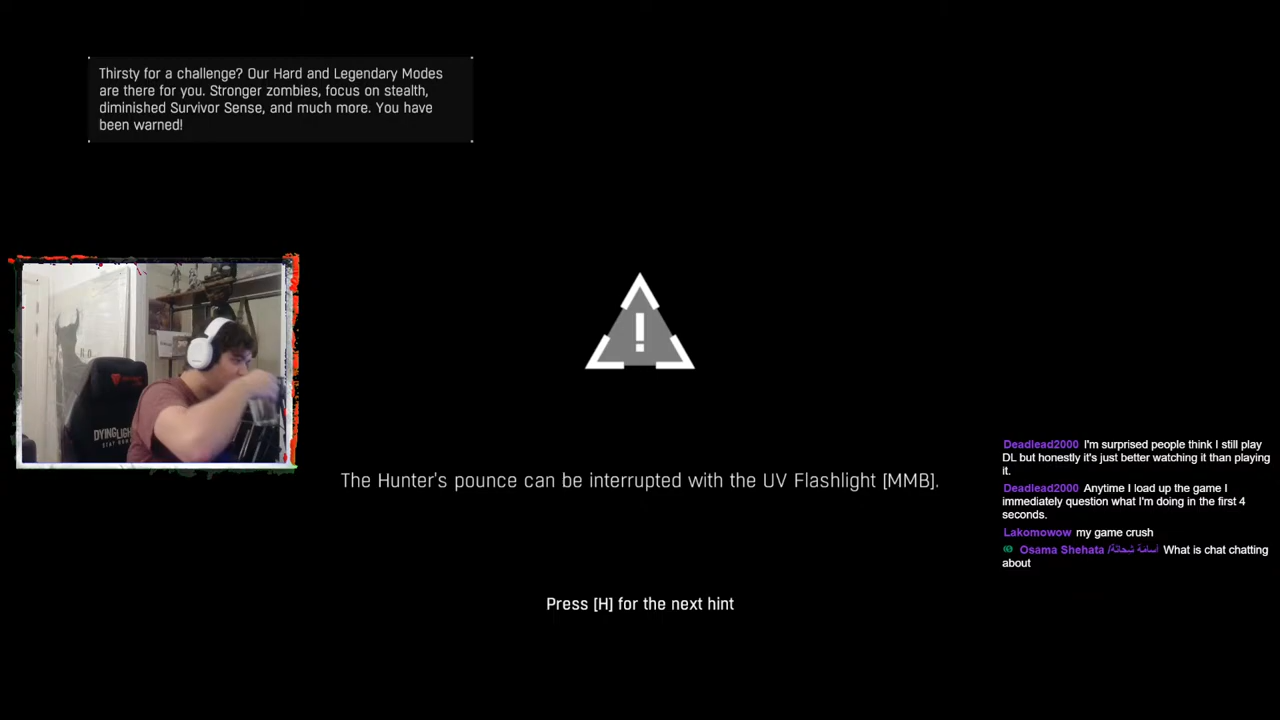 Thirsty for a challenge? Our Hard and Legendary Modes
are there for you. Stronger zombies, focus on stealth,
diminished Survivor Sense, and much more. You have
been warned!
DYING LIGHT
The Hunter's pounce can be interrupted with the UV Flashlight [MMB].
Deadlead2000 I'm surprised people think I still play
DL but honestly it's just better watching it than playing
it.
Deadlead2000 Anytime I load up the game I
immediately question what I'm doing in the first 4
seconds.
Lakomowow my game crush
Osama Shehata /أسامة شحاتة What is chat chatting
about
Press [H] for the next hint